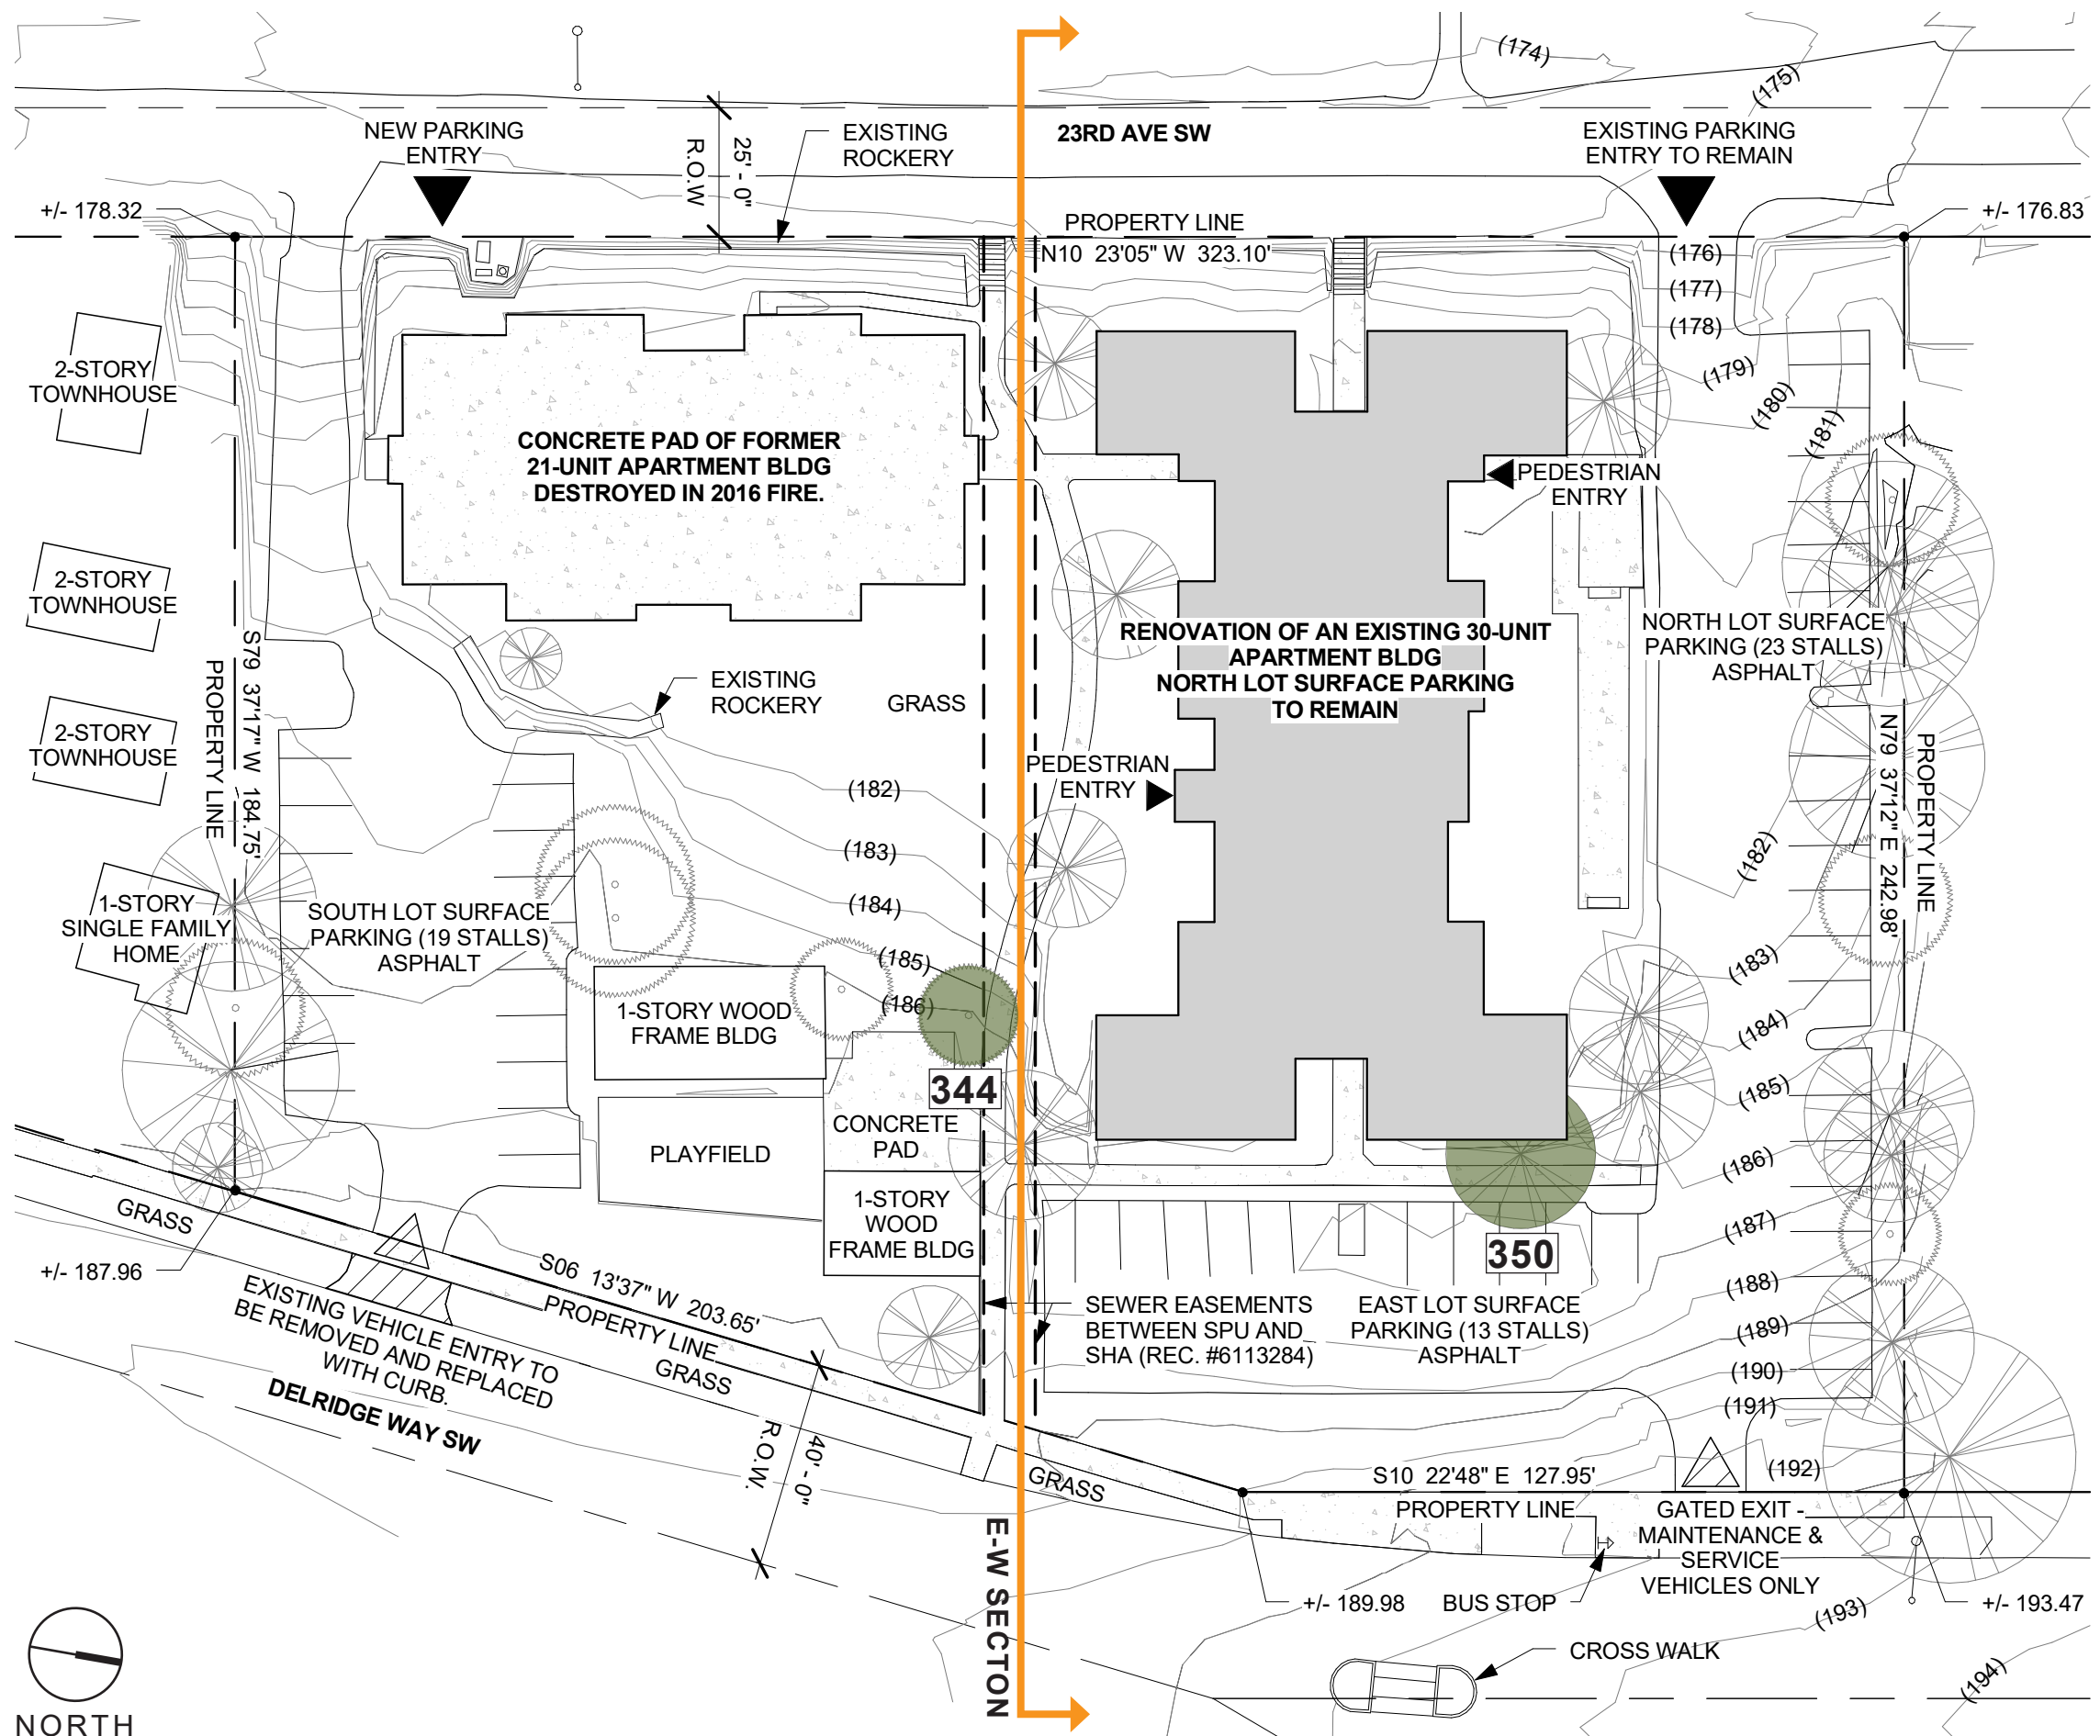 (174)
(175)
NEW PARKING
ENTRY
25' - 0"
R.O.W
EXISTING
ROCKERY
23RD AVE SW
EXISTING PARKING
ENTRY TO REMAIN
+/- 178.32
PROPERTY LINE
N10 23'05" W 323.10'
+/- 176.83
(176)
(177)
(178)
(179)
(180)
(181)
2-STORY
TOWNHOUSE
CONCRETE PAD OF FORMER
21-UNIT APARTMENT BLDG
DESTROYED IN 2016 FIRE.
PEDESTRIAN
ENTRY
2-STORY
TOWNHOUSE
RENOVATION OF AN EXISTING 30-UNIT
APARTMENT BLDG
NORTH LOT SURFACE PARKING
TO REMAIN
NORTH LOT SURFACE
PARKING (23 STALLS)
ASPHALT
S79 37'17" W 184.75'
PROPERTY LINE
EXISTING
ROCKERY
GRASS
2-STORY
TOWNHOUSE
PEDESTRIAN
ENTRY
N79 37'12" E 242.98'
PROPERTY LINE
(182)
(183)
(184)
(185)
(186)
(182)
(183)
(184)
(185)
(186)
(187)
(188)
(189)
(190)
(191)
(192)
1-STORY
SINGLE FAMILY
HOME
SOUTH LOT SURFACE
PARKING (19 STALLS)
ASPHALT
1-STORY WOOD
FRAME BLDG
344
CONCRETE
PAD
PLAYFIELD
1-STORY
WOOD
FRAME BLDG
350
GRASS
+/- 187.96
S06 13'37" W 203.65'
PROPERTY LINE
GRASS
EXISTING VEHICLE ENTRY TO
BE REMOVED AND REPLACED
WITH CURB.
DELRIDGE WAY SW
40' - 0"
R.O.W.
SEWER EASEMENTS
BETWEEN SPU AND
SHA (REC. #6113284)
EAST LOT SURFACE
PARKING (13 STALLS)
ASPHALT
GRASS
S10 22'48" E 127.95'
PROPERTY LINE
GATED EXIT -
MAINTENANCE &
SERVICE
VEHICLES ONLY
E-W SECTON
+/- 189.98
BUS STOP
+/- 193.47
(193)
CROSS WALK
(194)
NORTH